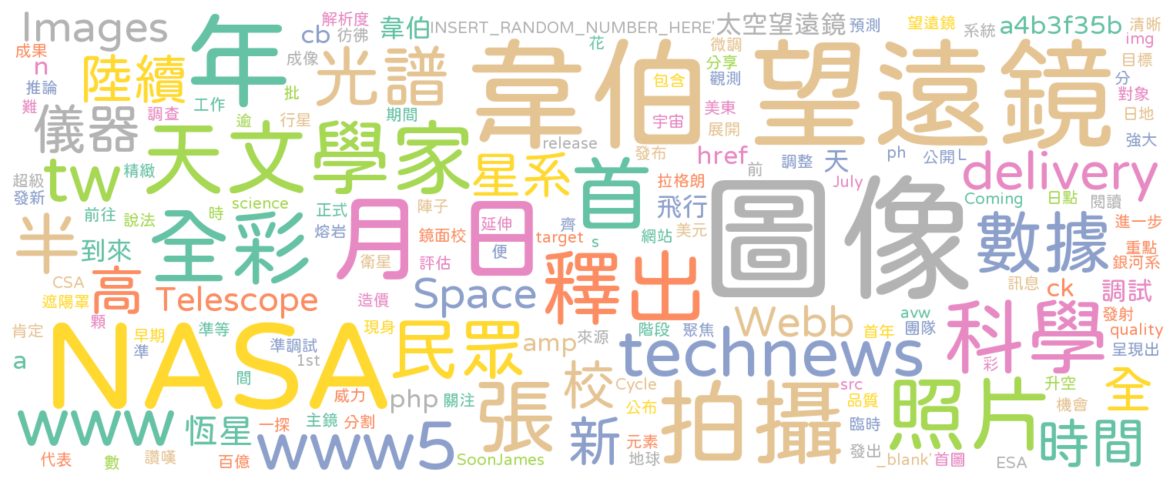 Images
成果
解析度
彷彿
cb
韋伯
INSERT_RANDOM_NUMBER_HERE'
太空望遠鏡
預測
望遠鏡
系統
a4b3f35b
清晰
img
n
推論
難
陸續
年
成像
光譜
花
微調
分享
觀測
包含
目標
分
對象
日地
強大
儀器
調查
工作
批
逾
行星
期間
韋伯望遠鏡
宇宙
美東
展開
release
發布
href
前
調整
天
ph
公開
L
超級
發新
tw
精緻
天文學家
星系
首
拉格朗
飛行
July
delivery
Coming
日點
閱讀
前往
說法
時
science
正式
熔岩
陣子
鏡面校
延伸
便
齊
target
s
網站
美元
圖像
數據
進一步
重點
銀河系
半
到來
全彩
月
日
衛星
評估
CSA
遮陽罩
高
Telescope
造價
Space
釋出
訊息
ck
調試
發射
肯定
顆
早期
準
準等
準調試
1st
間
現身
NASA
民眾
amp
來源
階段
聚焦
Webb
首年
avw
團隊
科學
彩
quality
呈現出
a
technews
www
恆星
一探
主鏡
分割
威力
php
關注
張
校
Cycle
公布
拍攝
src
品質
臨時
照片
升空
機會
全
代表
數
讚嘆
百億
www5
SoonJames
新
元素
地球
發出
_blank'
首圖
ESA
時間